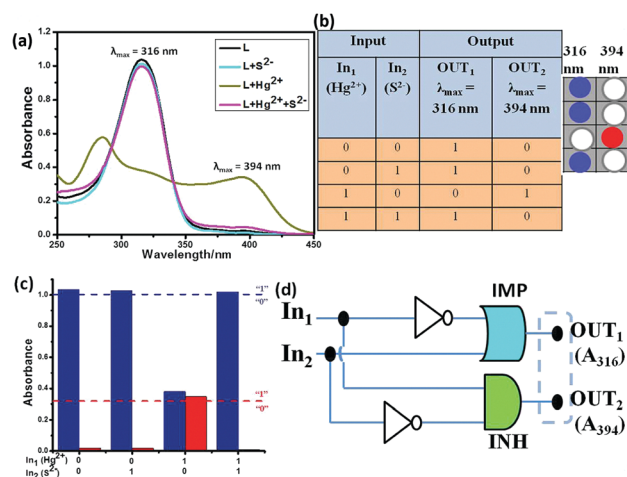 (a)
λmax = 316 nm
L
L+S²⁻
L+Hg²⁺
L+Hg²⁺+S²⁻
λmax = 394 nm
Absorbance
1.2
1.0
0.8
0.6
0.4
0.2
0.0
250 300 350 400 450
Wavelength/nm
(b)
Input Output
In₁ (Hg²⁺) In₂ (S²⁻) OUT₁ λmax = 316 nm OUT₂ λmax = 394 nm
0 0 1 0
0 1 1 0
1 0 0 1
1 1 1 0
316 nm 394 nm
(c)
Absorbance
1.0
0.8
0.6
0.4
0.2
0.0
"1"
"0"
"1"
"0"
In₁ (Hg²⁺) 0 0 1 1
In₂ (S²⁻) 0 1 0 1
(d)
IMP
In₁
In₂
OUT₁
(A₃₁₆)
OUT₂
(A₃₉₄)
INH